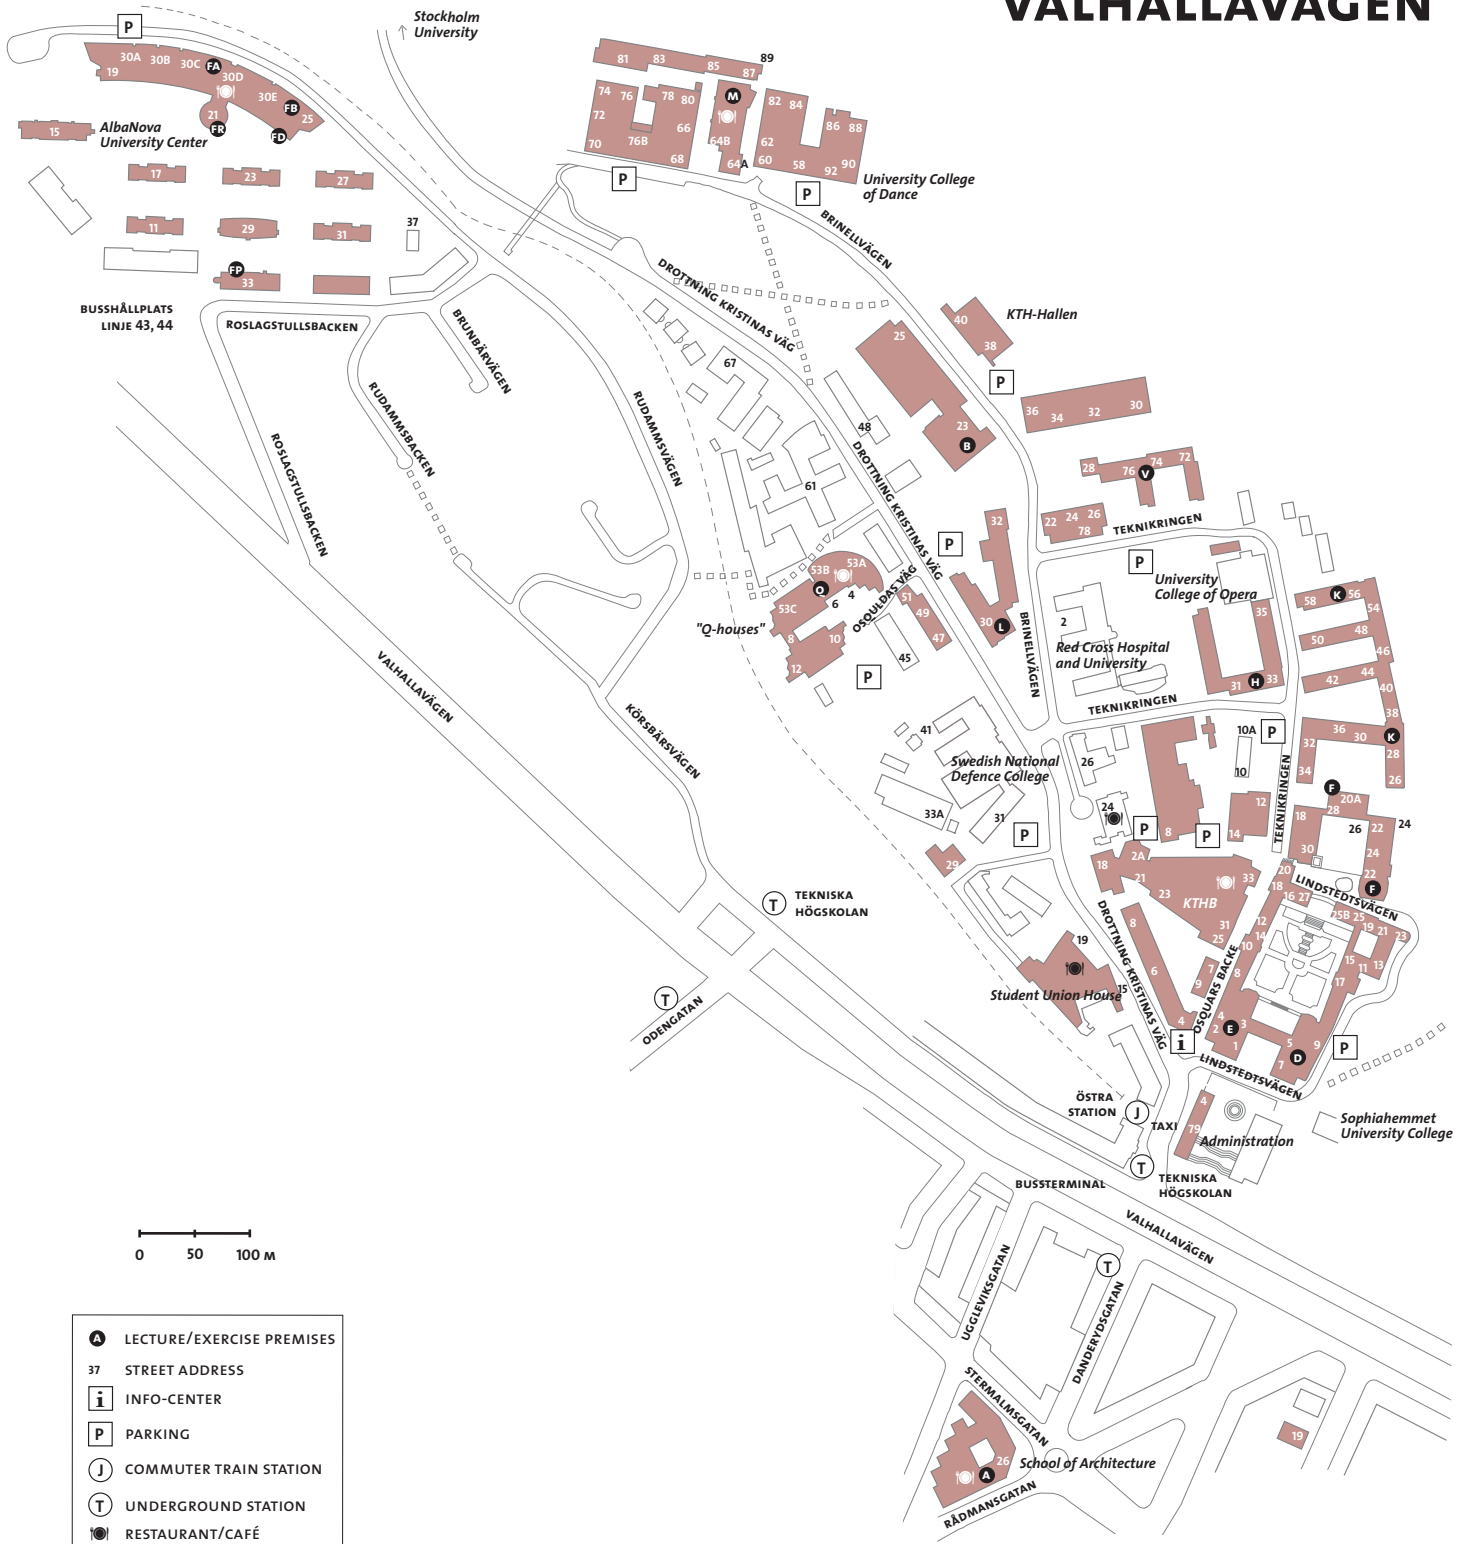 VALHALLAVÄGEN
Stockholm
University
P
30A
30B
30C
FA
30D
19
30E
FB
25
21
FR
FD
15
AlbaNova
University Center
17
23
27
11
29
31
37
FP
33
BUSSHÅLLPLATS
LINJE 43, 44
ROSLAGSTULLSBACKEN
BRUNBÄRVÄGEN
RUDAMMSBACKEN
RUDAMMSVÄGEN
ROSLAGSTULLSBACKEN
VALHALLAVÄGEN
KÖRSBÄRSVÄGEN
81
83
85
87
89
74
76
78
80
72
66
70
76B
68
M
64B
64A
82
84
86
88
62
60
58
92
90
P
P
University College
of Dance
BRINELLVÄGEN
DROTTNING KRISTINAS VÄG
67
48
61
25
23
B
40
38
KTH-Hallen
P
36
34
32
30
28
76
74
72
V
22
24
26
78
TEKNIKRINGEN
P
University
College of Opera
DROTTNING KRISTINAS VÄG
32
P
30
L
BRINELLVÄGEN
53B
53A
Q
53C
6
4
8
10
12
"Q-houses"
OSQULDAS VÄG
51
49
47
45
P
2
Red Cross Hospital
and University
35
31
H
33
58
K
56
54
50
48
46
42
44
40
38
TEKNIKRINGEN
36
30
K
32
28
34
26
10A
10
P
TEKNIKRINGEN
41
Swedish National
Defence College
33A
31
P
29
26
24
P
P
8
12
14
F
20A
28
18
26
22
24
30
24
22
F
18
2A
21
23
KTHB
33
31
25
20
18
16
27
LINDSTEDTSVÄGEN
25B
25
19
21
23
15
11
13
17
12
14
10
8
7
9
OSQUARS BACKE
4
2
E
3
1
5
D
7
9
P
DROTTNING KRISTINAS VÄG
8
6
4
i
LINDSTEDTSVÄGEN
19
Student Union House
15
T
TEKNISKA
HÖGSKOLAN
T
ODENGATAN
ÖSTRA
STATION
J
TAXI
T
TEKNISKA
HÖGSKOLAN
4
79
Administration
Sophiahemmet
University College
BUSSTERMINAL
VALHALLAVÄGEN
T
UGGLEVIKSGATAN
DANDERYDSGATAN
STERMALMSGATAN
26
A
School of Architecture
RÅDMANSGATAN
19
0
50
100 M
A LECTURE/EXERCISE PREMISES
37 STREET ADDRESS
i INFO-CENTER
P PARKING
J COMMUTER TRAIN STATION
T UNDERGROUND STATION
RESTAURANT/CAFÉ